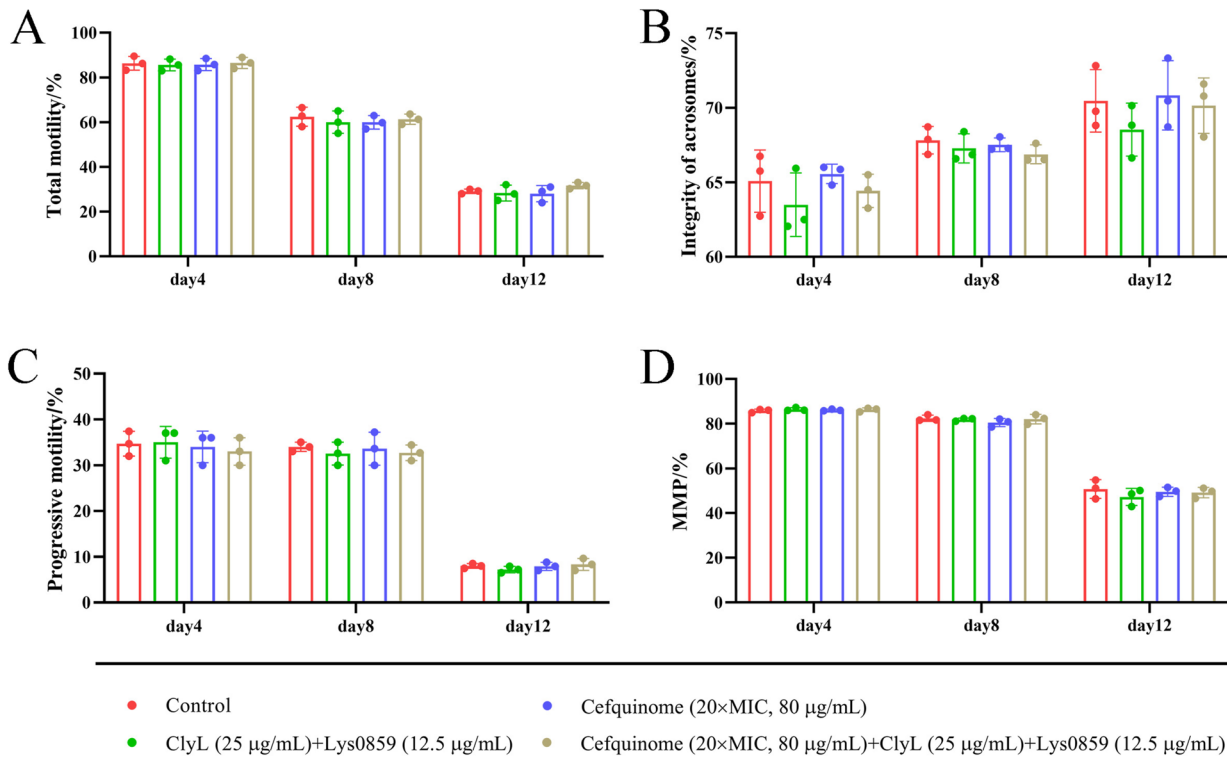 A
Total motility/%
100
80
60
40
20
0
day4
day8
day12
B
Integrity of acrosomes/%
75
70
65
60
day4
day8
day12
C
Progressive motility/%
50
40
30
20
10
0
day4
day8
day12
D
MMP/%
100
80
60
40
20
0
day4
day8
day12
Control
Cefquinome (20×MIC, 80 μg/mL)
ClyL (25 μg/mL)+Lys0859 (12.5 μg/mL)
Cefquinome (20×MIC, 80 μg/mL)+ClyL (25 μg/mL)+Lys0859 (12.5 μg/mL)